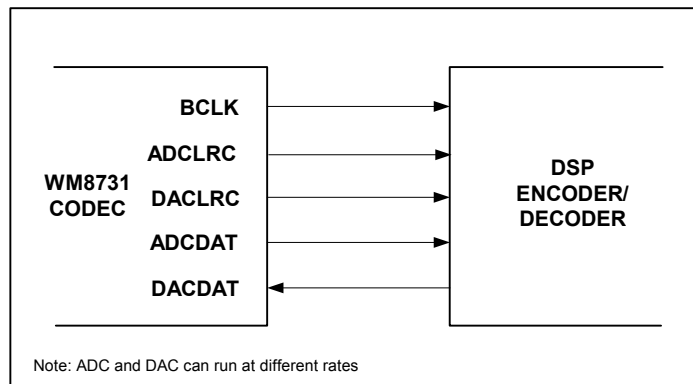 BCLK
ADCLRC
WM8731
CODEC
DACLRC
ADCDAT
DACDAT
DSP
ENCODER/
DECODER
Note: ADC and DAC can run at different rates